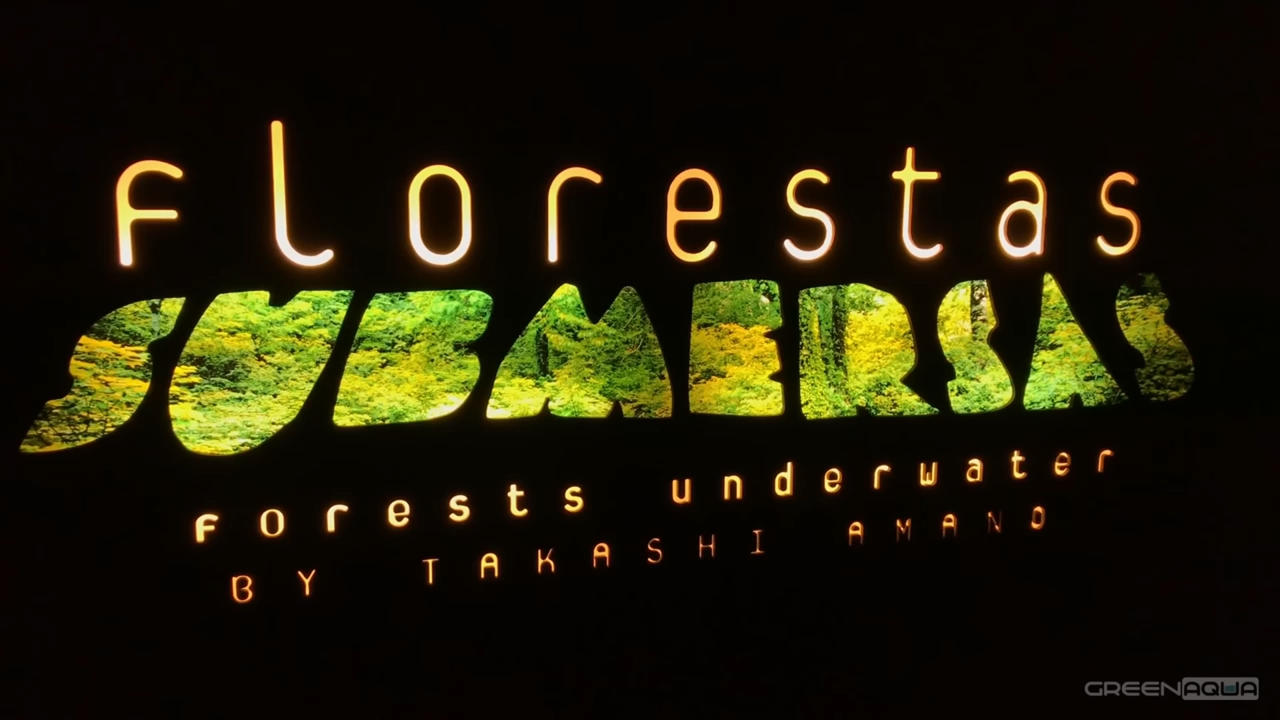 florestas
SUBMERSAS
forests underwater
BY TAKASHI AMANO
GREENAQUA